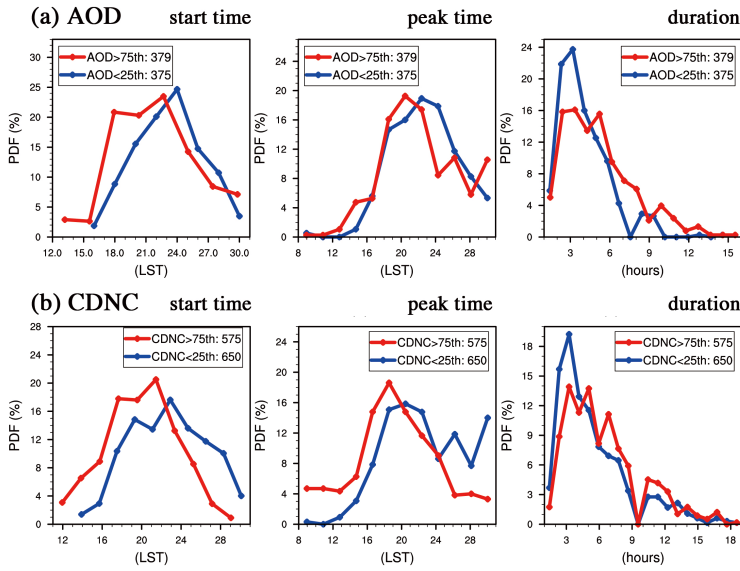 (a) AOD start time peak time duration
AOD>75th: 379
AOD<25th: 375
PDF (%)
33
30
25
20
15
10
5
0
12.0 15.0 18.0 21.0 24.0 27.0 30.0
(LST)
AOD>75th: 379
AOD<25th: 375
PDF (%)
28
24
20
16
12
8
4
0
8 12 16 20 24 28
(LST)
AOD>75th: 379
AOD<25th: 375
PDF (%)
24
20
16
12
8
4
0
3 6 9 12 15
(hours)
(b) CDNC start time peak time duration
CDNC>75th: 575
CDNC<25th: 650
PDF (%)
28
24
20
16
12
8
4
0
12 16 20 24 28
(LST)
CDNC>75th: 575
CDNC<25th: 650
PDF (%)
28
24
20
16
12
8
4
0
8 12 16 20 24 28
(LST)
CDNC>75th: 575
CDNC<25th: 650
PDF (%)
18
15
12
9
6
3
0
3 6 9 12 15 18
(hours)